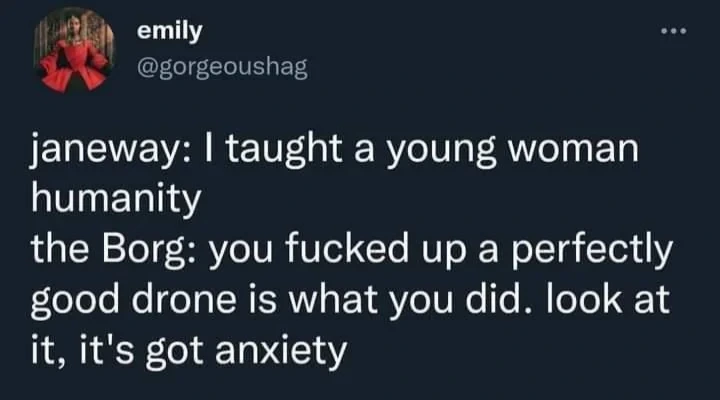 emily
@gorgeoushag
janeway: I taught a young woman
humanity
the Borg: you fucked up a perfectly
good drone is what you did. look at
it, it's got anxiety